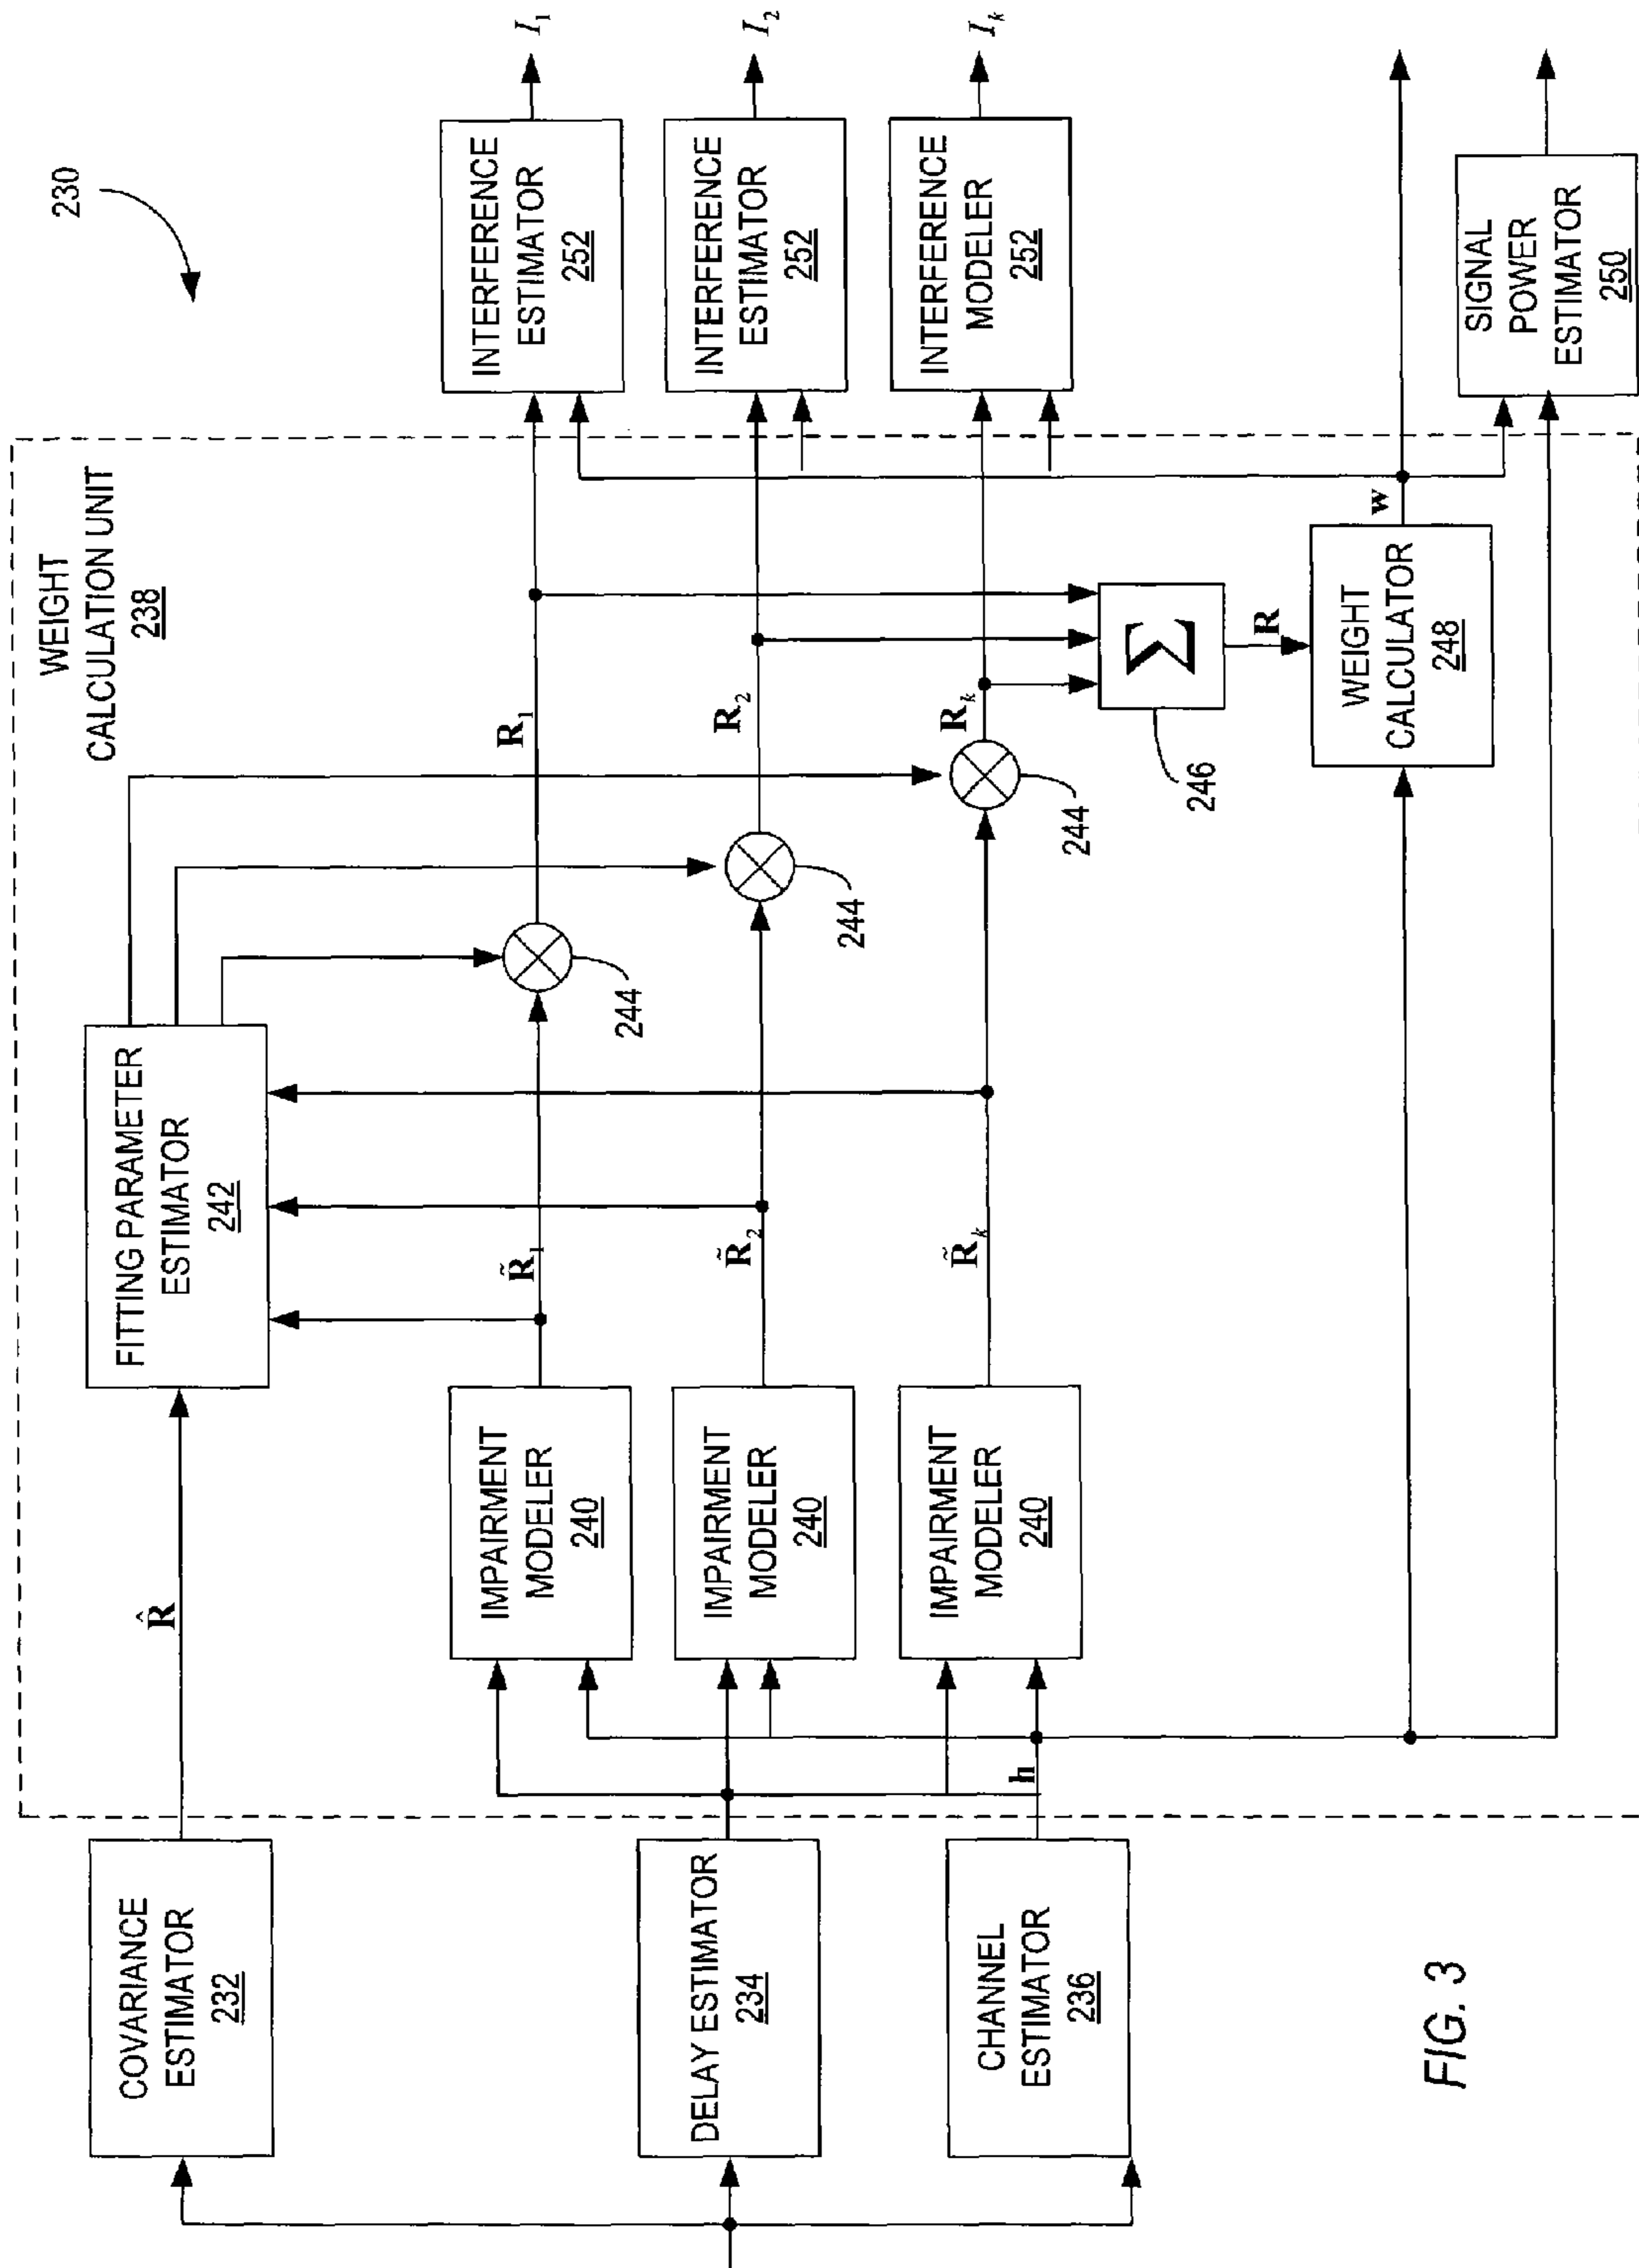 230
WEIGHT
CALCULATION UNIT
238
COVARIANCE
ESTIMATOR
232
R̂
FITTING PARAMETER
ESTIMATOR
242
DELAY ESTIMATOR
234
CHANNEL
ESTIMATOR
236
h
IMPAIRMENT
MODELER
240
IMPAIRMENT
MODELER
240
IMPAIRMENT
MODELER
240
R̃₁
R̃₂
R̃ₖ
244
244
244
R₁
R₂
Rₖ
Σ
246
R
WEIGHT
CALCULATOR
248
w
INTERFERENCE
ESTIMATOR
252
INTERFERENCE
ESTIMATOR
252
INTERFERENCE
MODELER
252
SIGNAL
POWER
ESTIMATOR
250
I₁
I₂
Iₖ
FIG. 3